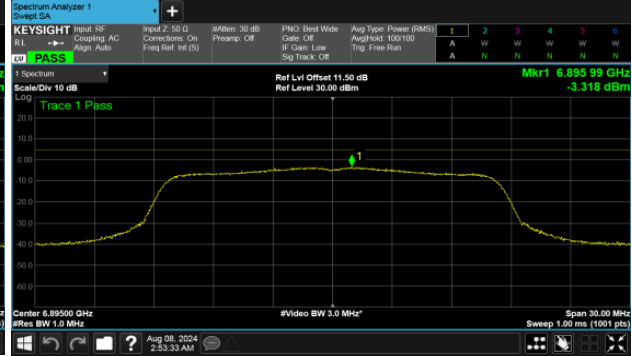 Spectrum Analyzer 1
Swept SA
+
KEYSIGHT Input: RF Input Z: 50 Ω #Atten: 30 dB PNO: Best Wide Avg Type: Power (RMS) 1 2 3 4 5 6
RL Coupling: AC Corrections: On Preamp: Off Gate: Off Avg|Hold: 100/100 A W W W W W
Align: Auto Freq Ref: Int (S) IF Gain: Low Trig: Free Run A N N N N N
LXI PASS Sig Track: Off
1 Spectrum Ref Lvl Offset 11.50 dB Mkr1 6.895 99 GHz
Scale/Div 10 dB Ref Level 30.00 dBm -3.318 dBm
Log Trace 1 Pass
20.0
10.0
0.00
1
-10.0
-20.0
-30.0
-40.0
-50.0
-60.0
Center 6.89500 GHz #Video BW 3.0 MHz* Span 30.00 MHz
#Res BW 1.0 MHz Sweep 1.00 ms (1001 pts)
? Aug 08, 2024
2:53:33 AM